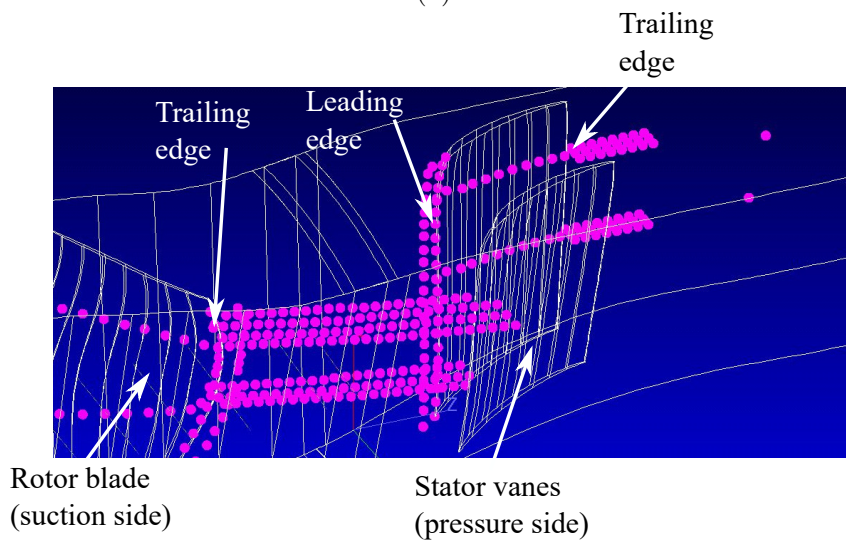 Trailing
edge
Trailing
edge
Leading
edge
Z
Rotor blade
(suction side)
Stator vanes
(pressure side)